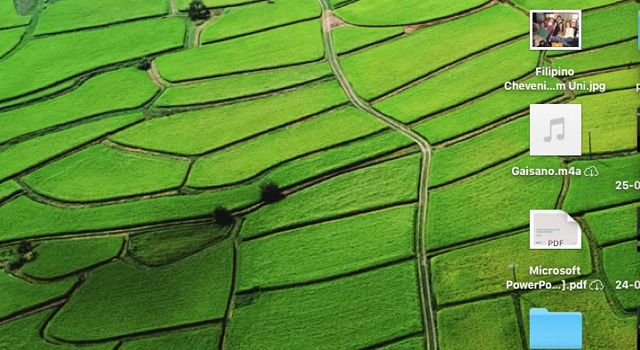 Filipino
Cheveni...m Uni.jpg
Gaisano.m4a
25-0
PDF
Microsoft
PowerPo...].pdf
24-0